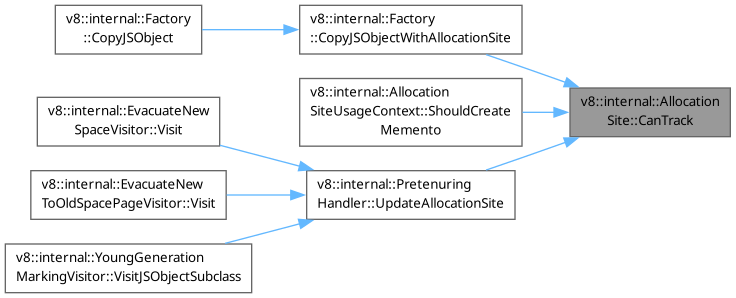 v8::internal::Factory
::CopyJSObject
v8::internal::Factory
::CopyJSObjectWithAllocationSite
v8::internal::Allocation
SiteUsageContext::ShouldCreate
Memento
v8::internal::Allocation
Site::CanTrack
v8::internal::EvacuateNew
SpaceVisitor::Visit
v8::internal::EvacuateNew
ToOldSpacePageVisitor::Visit
v8::internal::Pretenuring
Handler::UpdateAllocationSite
v8::internal::YoungGeneration
MarkingVisitor::VisitJSObjectSubclass